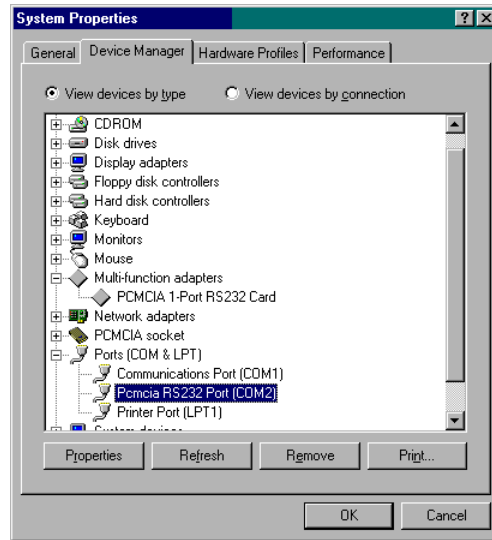 System Properties
General Device Manager Hardware Profiles Performance
View devices by type View devices by connection
CDROM
Disk drives
Display adapters
Floppy disk controllers
Hard disk controllers
Keyboard
Monitors
Mouse
Multi-function adapters
PCMCIA 1-Port RS232 Card
Network adapters
PCMCIA socket
Ports (COM & LPT)
Communications Port (COM1)
Pcmcia RS232 Port (COM2)
Printer Port (LPT1)
System devices
Properties Refresh Remove Print...
OK Cancel